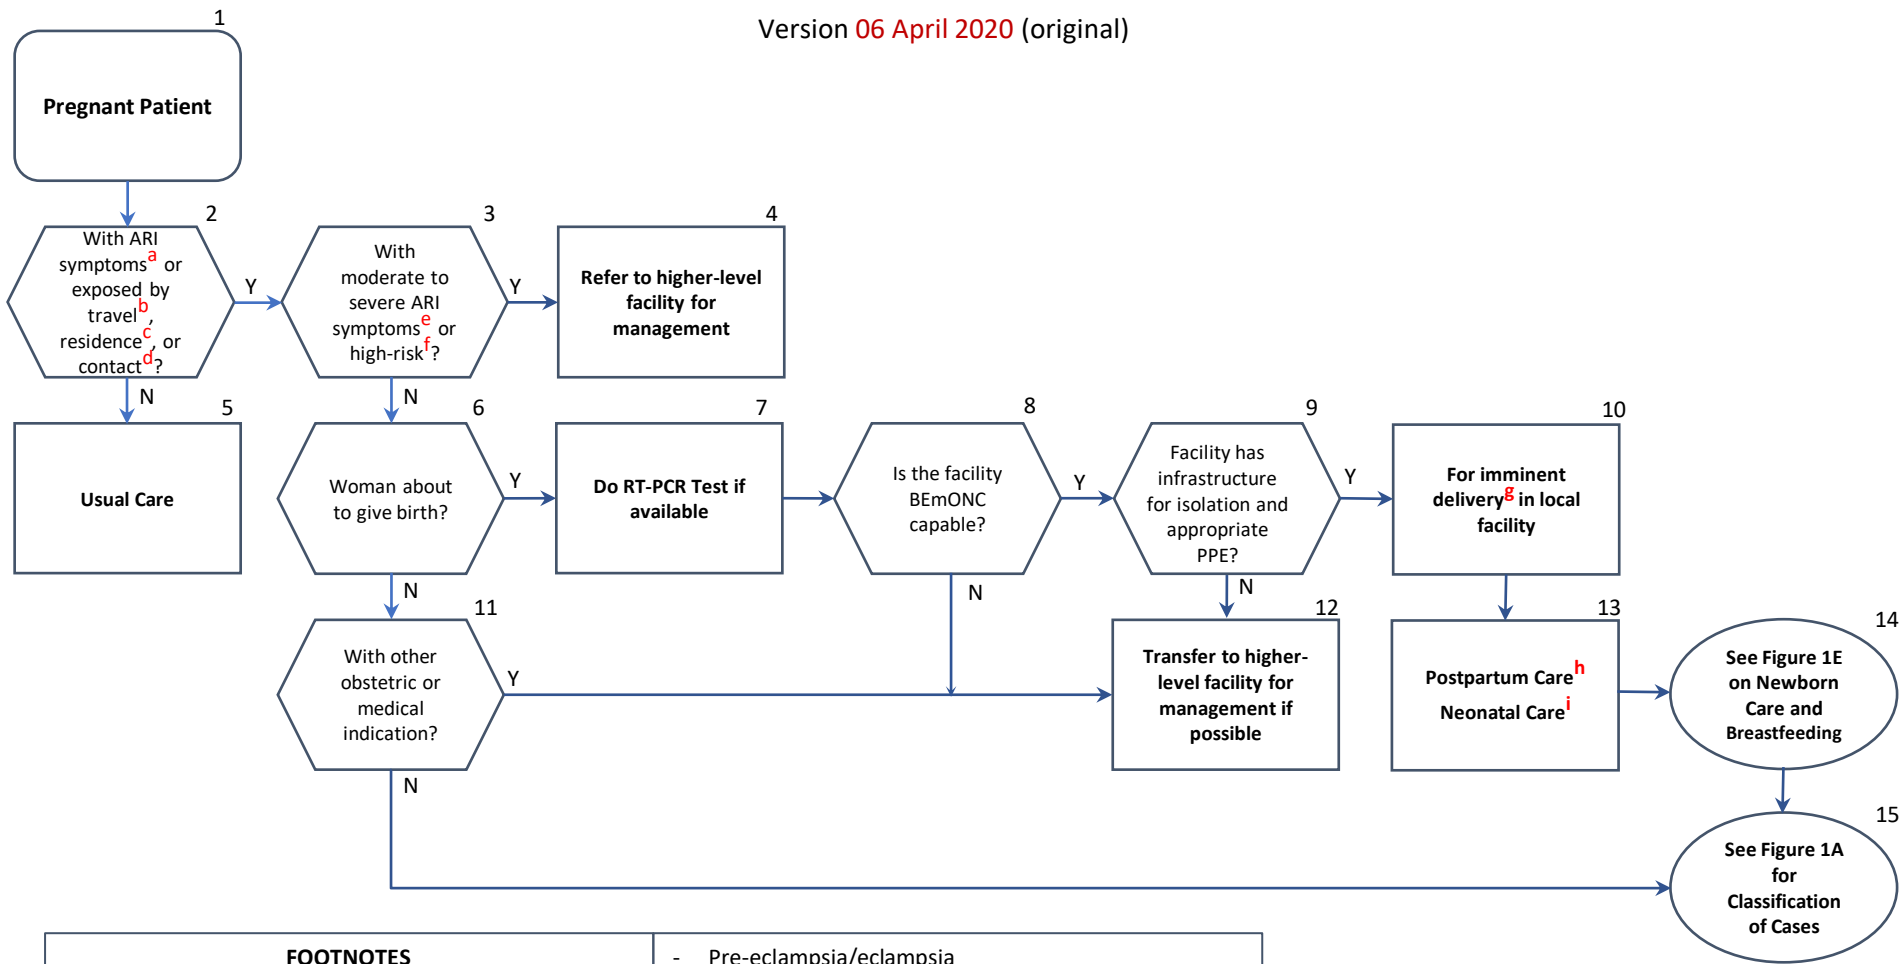 Version 06 April 2020 (original)
1
Pregnant Patient
2
With ARI
symptomsa or
exposed by
travelb,
residencec, or
contactd?
Y
N
3
With
moderate to
severe ARI
symptomse or
high-riskf?
Y
N
4
Refer to higher-level
facility for
management
5
Usual Care
6
Woman about
to give birth?
Y
N
7
Do RT-PCR Test if
available
8
Is the facility
BEmONC
capable?
Y
N
9
Facility has
infrastructure
for isolation and
appropriate
PPE?
Y
N
10
For imminent
deliveryg in local
facility
11
With other
obstetric or
medical
indication?
Y
N
12
Transfer to higher-
level facility for
management if
possible
13
Postpartum Careh
Neonatal Carei
14
See Figure 1E
on Newborn
Care and
Breastfeeding
15
See Figure 1A
for
Classification
of Cases
FOOTNOTES
- Pre-eclampsia/eclampsia